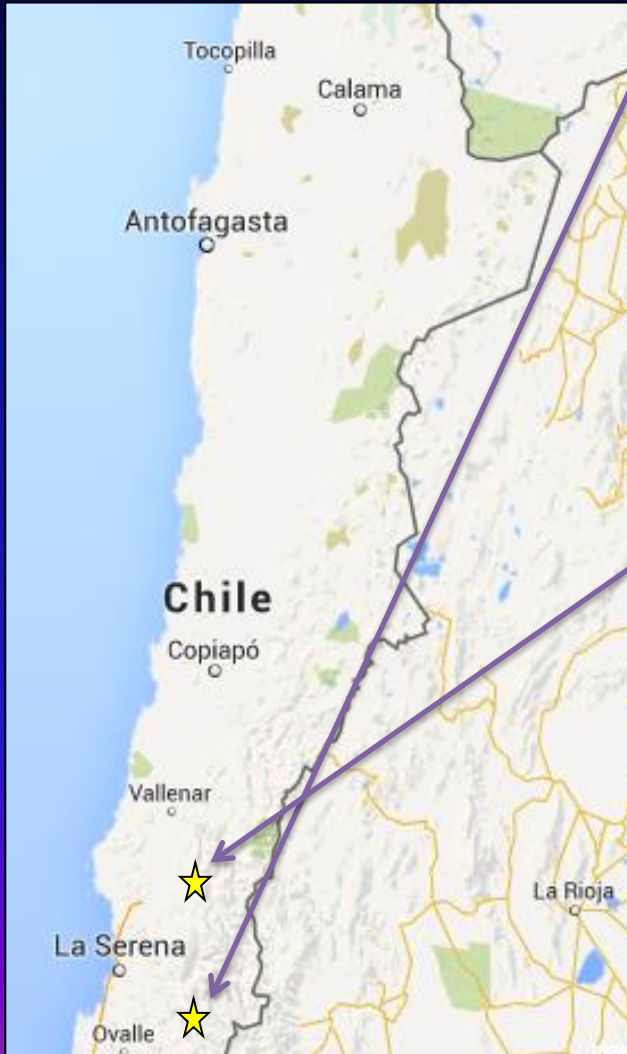 Tocopilla
Calama
Antofagasta
Chile
Copiapó
Vallenar
La Rioja
La Serena
Ovalle